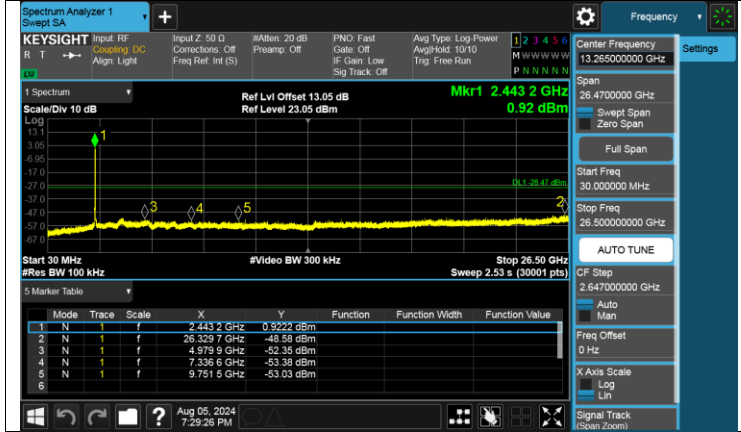 Spectrum Analyzer 1
Swept SA
+
Frequency
KEYSIGHT
R T
LXI
Input: RF
Coupling: DC
Align: Light
Input Z: 50 Ω
Corrections: Off
Freq Ref: Int (S)
#Atten: 20 dB
Preamp: Off
PNO: Fast
Gate: Off
IF Gain: Low
Sig Track: Off
Avg Type: Log-Power
Avg|Hold: 10/10
Trig: Free Run
1 2 3 4 5 6
M W W W W W
P N N N N N
1 Spectrum
Scale/Div 10 dB
Log
Ref Lvl Offset 13.05 dB
Ref Level 23.05 dBm
Mkr1 2.443 2 GHz
0.92 dBm
13.1
3.05
-6.95
-17.0
-27.0
-37.0
-47.0
-57.0
-67.0
DL1 -28.47 dBm
1
3
4
5
2
Start 30 MHz
#Res BW 100 kHz
#Video BW 300 kHz
Stop 26.50 GHz
Sweep 2.53 s (30001 pts)
5 Marker Table
Mode Trace Scale X Y Function Function Width Function Value
1 N 1 f 2.443 2 GHz 0.9222 dBm
2 N 1 f 26.329 7 GHz -48.58 dBm
3 N 1 f 4.979 9 GHz -52.35 dBm
4 N 1 f 7.336 6 GHz -53.38 dBm
5 N 1 f 9.751 5 GHz -53.03 dBm
6
?
Aug 05, 2024
7:29:26 PM
Center Frequency
13.265000000 GHz
Settings
Span
26.4700000 GHz
Swept Span
Zero Span
Full Span
Start Freq
30.000000 MHz
Stop Freq
26.500000000 GHz
AUTO TUNE
CF Step
2.647000000 GHz
Auto
Man
Freq Offset
0 Hz
X Axis Scale
Log
Lin
Signal Track
(Span Zoom)